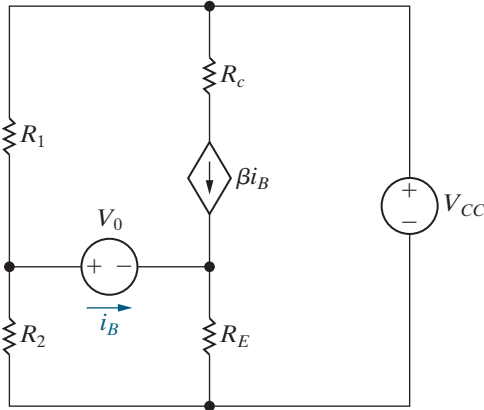 R_c
R_1
βi_B
+
−
V_CC
V_0
+ −
i_B
R_2
R_E